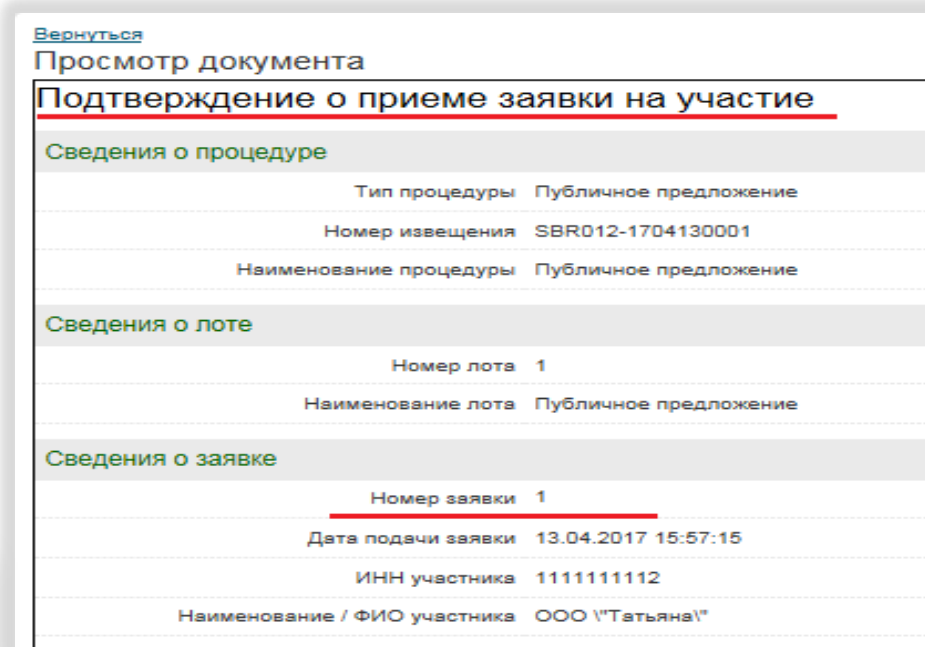 Вернуться
Просмотр документа
Подтверждение о приеме заявки на участие
Сведения о процедуре
Тип процедуры Публичное предложение
Номер извещения SBR012-1704130001
Наименование процедуры Публичное предложение
Сведения о лоте
Номер лота 1
Наименование лота Публичное предложение
Сведения о заявке
Номер заявки 1
Дата подачи заявки 13.04.2017 15:57:15
ИНН участника 1111111112
Наименование / ФИО участника ООО \"Татьяна\"